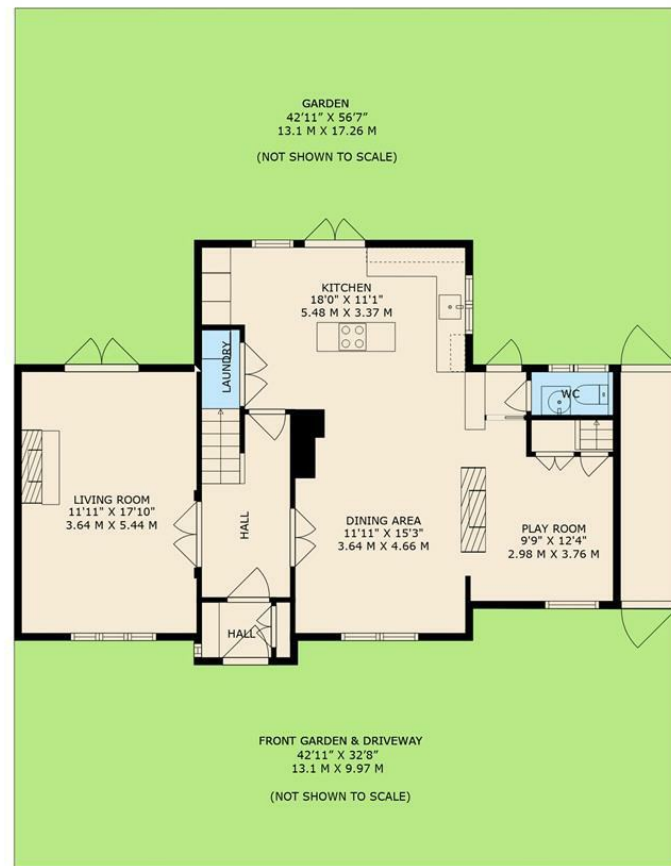 GARDEN
42'11" X 56'7"
13.1 M X 17.26 M
(NOT SHOWN TO SCALE)
KITCHEN
18'0" X 11'1"
5.48 M X 3.37 M
LAUNDRY
WC
LIVING ROOM
11'11" X 17'10"
3.64 M X 5.44 M
HALL
DINING AREA
11'11" X 15'3"
3.64 M X 4.66 M
PLAY ROOM
9'9" X 12'4"
2.98 M X 3.76 M
HALL
FRONT GARDEN & DRIVEWAY
42'11" X 32'8"
13.1 M X 9.97 M
(NOT SHOWN TO SCALE)